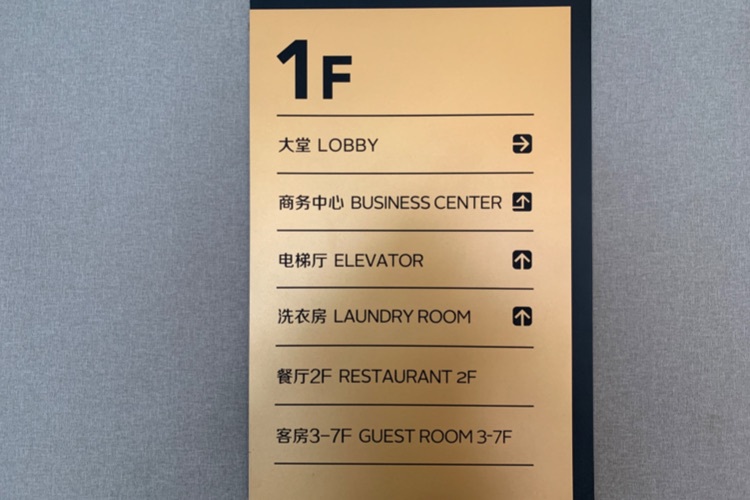 1F
大堂 LOBBY
商务中心 BUSINESS CENTER
电梯厅 ELEVATOR
洗衣房 LAUNDRY ROOM
餐厅2F RESTAURANT 2F
客房3-7F GUEST ROOM 3-7F